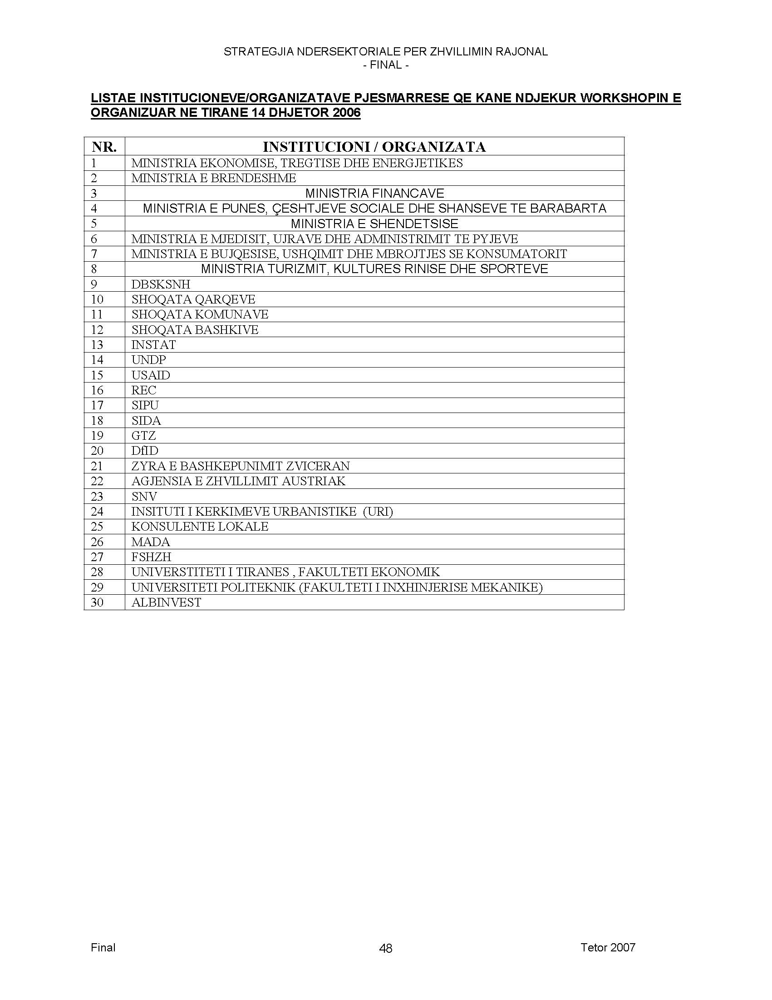 STRATEGJIA NDERSEKTORIALE PER ZHVILLIMIN RAJONAL
- FINAL -
LISTAE INSTITUCIONEVE/ORGANIZATAVE PJESMARRESE QE KANE NDJEKUR WORKSHOPIN E
ORGANIZUAR NE TIRANE 14 DHJETOR 2006
NR. INSTITUCIONI / ORGANIZATA
1 MINISTRIA EKONOMISE, TREGTISE DHE ENERGJETIKES
2 MINISTRIA E BRENDESHME
3 MINISTRIA FINANCAVE
4 MINISTRIA E PUNES, ÇESHTJEVE SOCIALE DHE SHANSEVE TE BARABARTA
5 MINISTRIA E SHENDETSISE
6 MINISTRIA E MJEDISIT, UJRAVE DHE ADMINISTRIMIT TE PYJEVE
7 MINISTRIA E BUJQESISE, USHQIMIT DHE MBROJTJES SE KONSUMATORIT
8 MINISTRIA TURIZMIT, KULTURES RINISE DHE SPORTEVE
9 DBSKSNH
10 SHOQATA QARQEVE
11 SHOQATA KOMUNAVE
12 SHOQATA BASHKIVE
13 INSTAT
14 UNDP
15 USAID
16 REC
17 SIPU
18 SIDA
19 GTZ
20 DfID
21 ZYRA E BASHKEPUNIMIT ZVICERAN
22 AGJENSIA E ZHVILLIMIT AUSTRIAK
23 SNV
24 INSITUTI I KERKIMEVE URBANISTIKE (URI)
25 KONSULENTE LOKALE
26 MADA
27 FSHZH
28 UNIVERSTITETI I TIRANES , FAKULTETI EKONOMIK
29 UNIVERSITETI POLITEKNIK (FAKULTETI I INXHINJERISE MEKANIKE)
30 ALBINVEST
Final 48 Tetor 2007